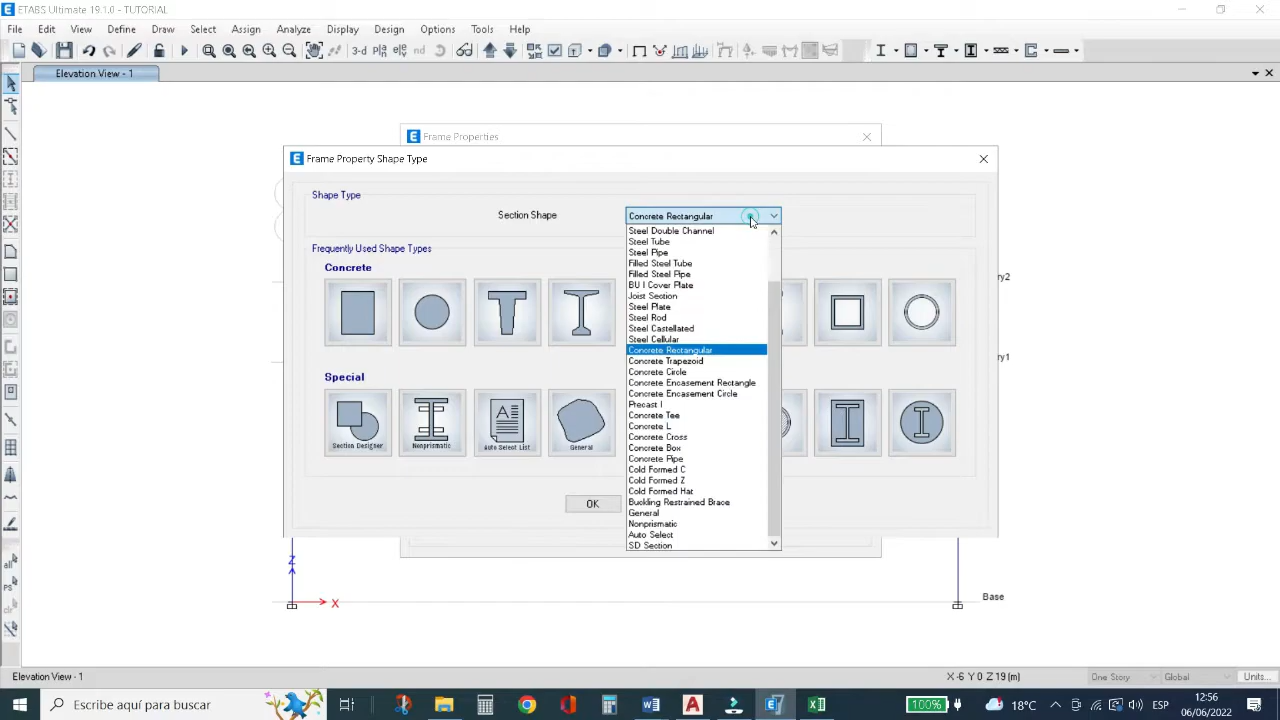 ETABS Ultimate 19.1.0 - TUTORIAL
File Edit View Define Draw Select Assign Analyze Display Design Options Tools Help
3-d
nd
Elevation View - 1
Frame Properties
Frame Property Shape Type
Shape Type
Section Shape
Concrete Rectangular
Frequently Used Shape Types
Concrete
Special
Section Designer
Nonprismatic
Auto Select List
General
OK
Steel Double Channel
Steel Tube
Steel Pipe
Filled Steel Tube
Filled Steel Pipe
BU I Cover Plate
Joist Section
Steel Plate
Steel Rod
Steel Castellated
Steel Cellular
Concrete Rectangular
Concrete Trapezoid
Concrete Circle
Concrete Encasement Rectangle
Concrete Encasement Circle
Precast I
Concrete Tee
Concrete L
Concrete Cross
Concrete Box
Concrete Pipe
Cold Formed C
Cold Formed Z
Cold Formed Hat
Buckling Restrained Brace
General
Nonprismatic
Auto Select
SD Section
ry2
ry1
Z
X
Base
all
PS
clr
Elevation View - 1
X -6 Y 0 Z 19 (m)
One Story
Global
Units...
Escribe aquí para buscar
100%
18°C
ESP
12:56
06/06/2022